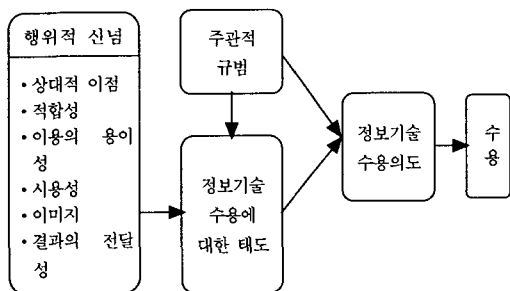 행위적 신념
• 상대적 이점
• 적합성
• 이용의 용이
성
• 시용성
• 이미지
• 결과의 전달
성
주관적
규범
정보기술
수용에
대한 태도
정보기술
수용의도
수
용